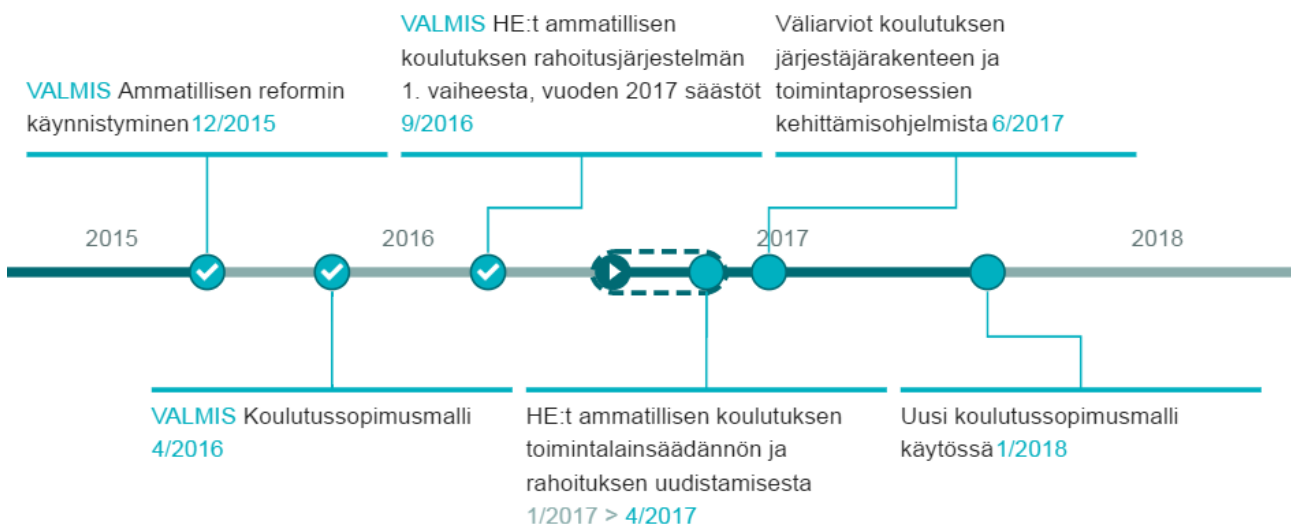 VALMIS Ammatillisen reformin
käynnistyminen 12/2015
VALMIS HE:t ammatillisen
koulutuksen rahoitusjärjestelmän
1. vaiheesta, vuoden 2017 säästöt
9/2016
Väliarviot koulutuksen
järjestäjärakenteen ja
toimintaprosessien
kehittämisohjelmista 6/2017
2015
2016
2017
2018
VALMIS Koulutussopimusmalli
4/2016
HE:t ammatillisen koulutuksen
toimintalainsäädännön ja
rahoituksen uudistamisesta
1/2017 > 4/2017
Uusi koulutussopimusmalli
käytössä 1/2018